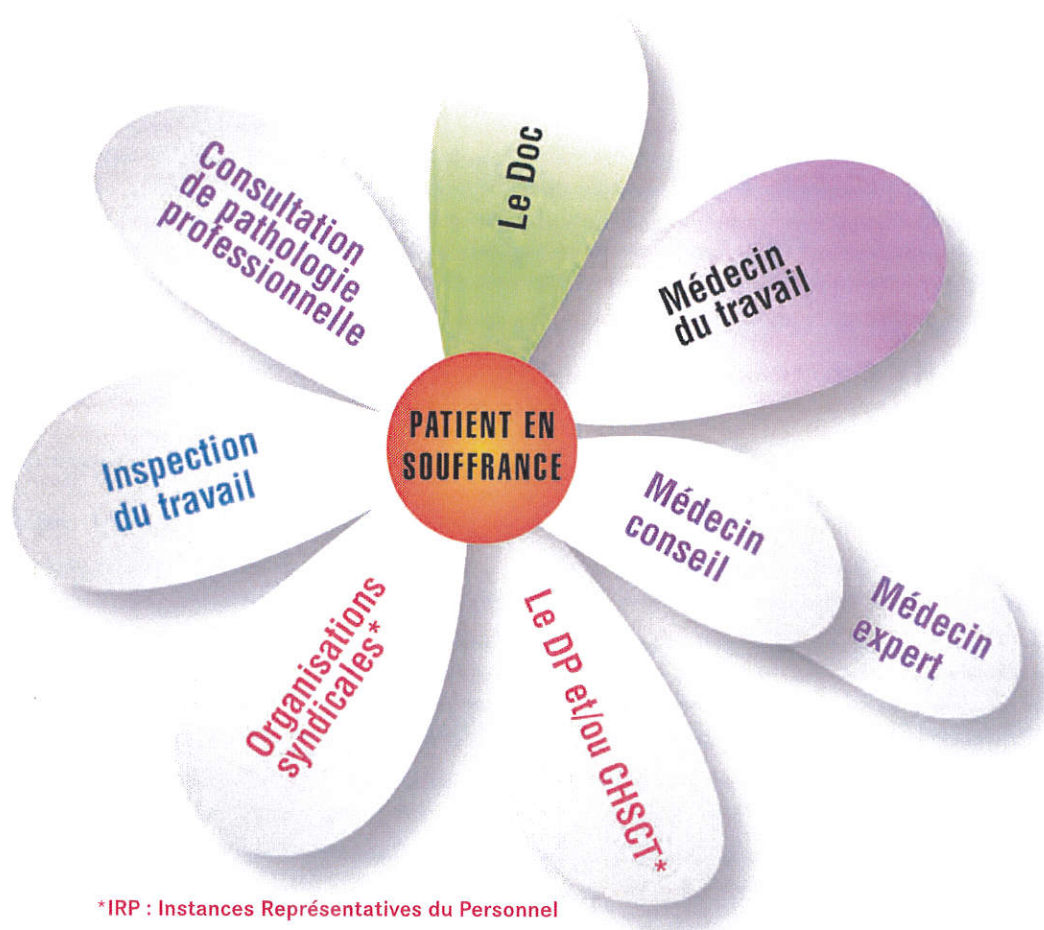 Le Doc
Consultation
de pathologie
professionnelle
Médecin
du travail
PATIENT EN
SOUFFRANCE
Inspection
du travail
Médecin
conseil
Médecin
expert
Organisations
syndicales*
Le DP et/ou CHSCT*
*IRP : Instances Représentatives du Personnel